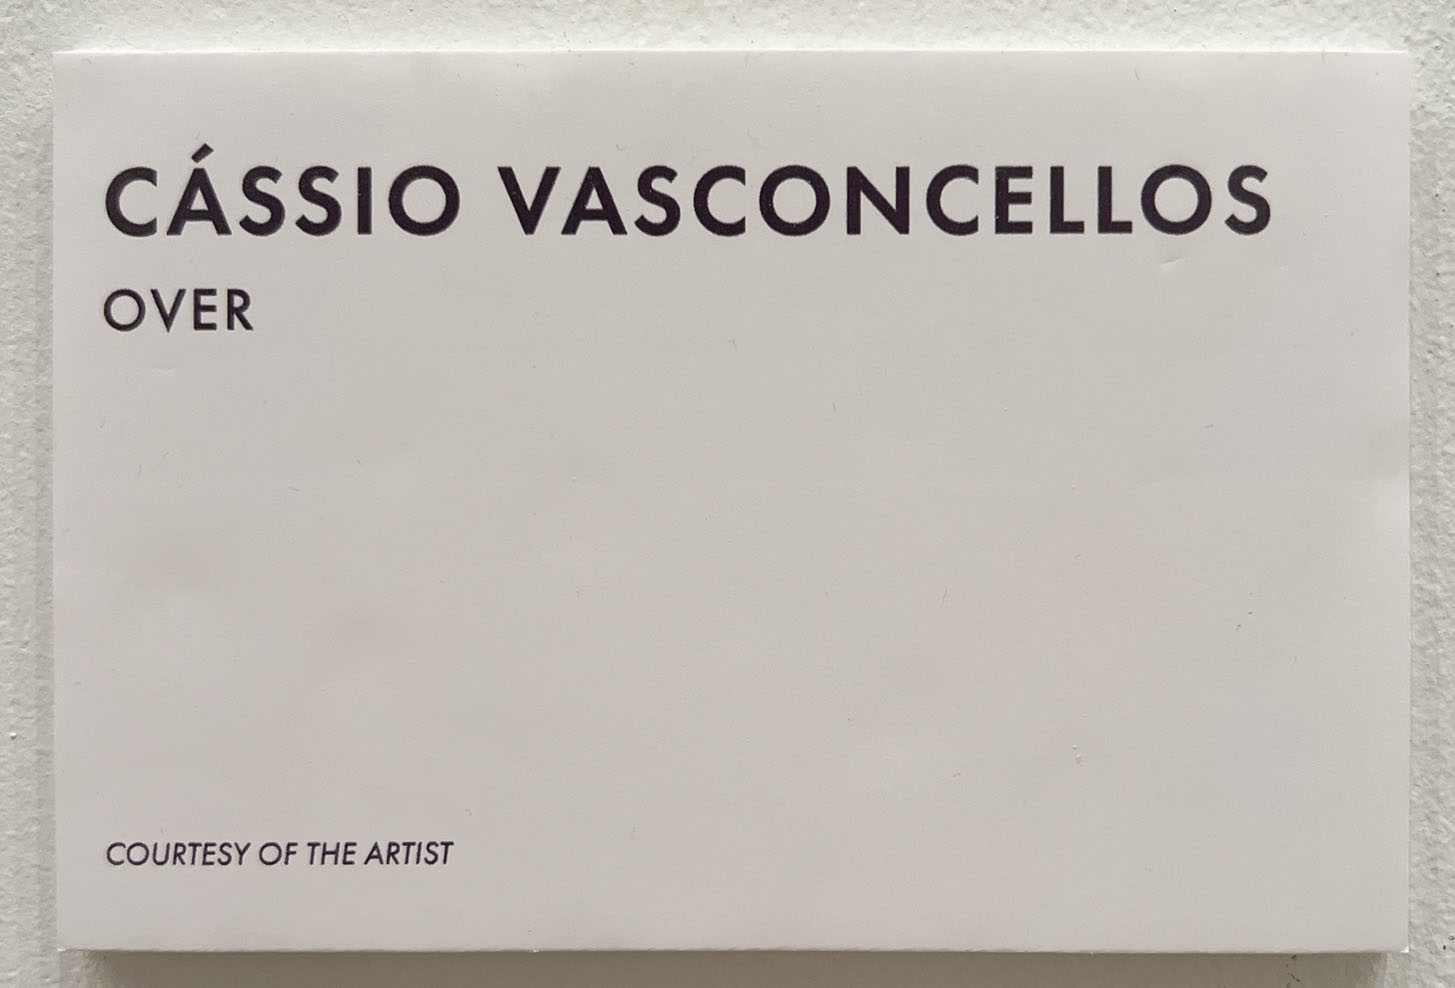 CÁSSIO VASCONCELLOS
OVER
COURTESY OF THE ARTIST